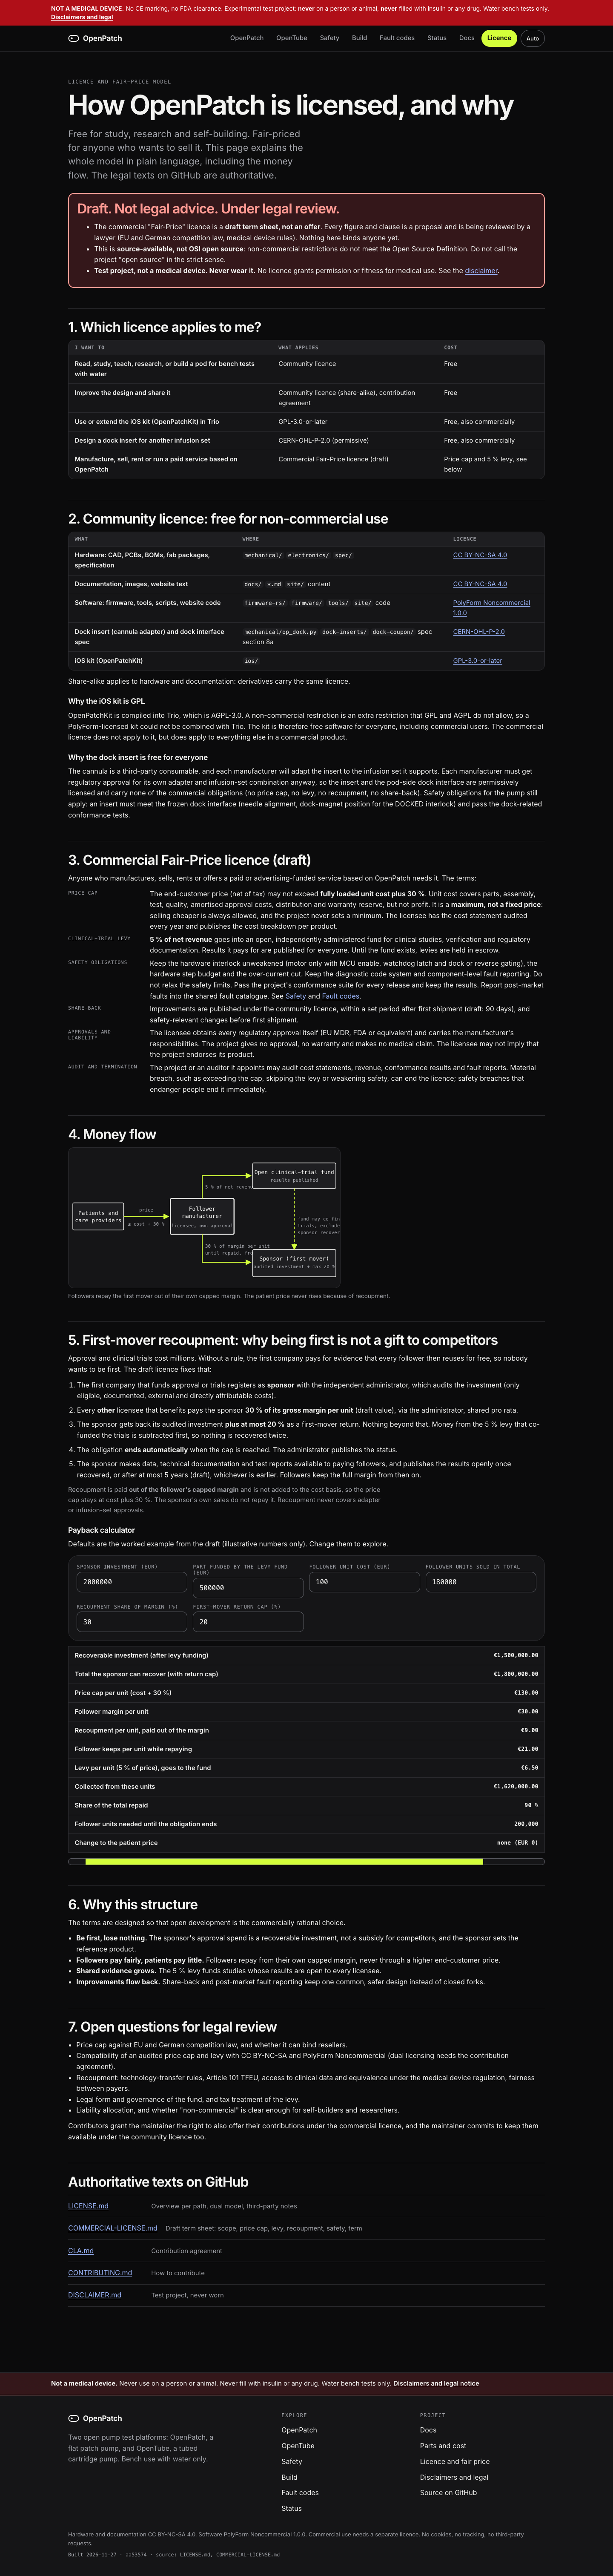 NOT A MEDICAL DEVICE. No CE marking, no FDA clearance. Experimental test project: never on a person or animal, never filled with insulin or any drug. Water bench tests only.
Disclaimers and legal
OpenPatch
OpenPatch OpenTube Safety Build Fault codes Status Docs Licence Auto
LICENCE AND FAIR-PRICE MODEL
How OpenPatch is licensed, and why
Free for study, research and self-building. Fair-priced
for anyone who wants to sell it. This page explains the
whole model in plain language, including the money
flow. The legal texts on GitHub are authoritative.
Draft. Not legal advice. Under legal review.
• The commercial "Fair-Price" licence is a draft term sheet, not an offer. Every figure and clause is a proposal and is being reviewed by a
lawyer (EU and German competition law, medical device rules). Nothing here binds anyone yet.
• This is source-available, not OSI open source: non-commercial restrictions do not meet the Open Source Definition. Do not call the
project "open source" in the strict sense.
• Test project, not a medical device. Never wear it. No licence grants permission or fitness for medical use. See the disclaimer.
1. Which licence applies to me?
I WANT TO WHAT APPLIES COST
Read, study, teach, research, or build a pod for bench tests
with water
Community licence Free
Improve the design and share it
Community licence (share-alike), contribution
agreement
Free
Use or extend the iOS kit (OpenPatchKit) in Trio GPL-3.0-or-later Free, also commercially
Design a dock insert for another infusion set CERN-OHL-P-2.0 (permissive) Free, also commercially
Manufacture, sell, rent or run a paid service based on
OpenPatch
Commercial Fair-Price licence (draft)
Price cap and 5 % levy, see
below
2. Community licence: free for non-commercial use
WHAT WHERE LICENCE
Hardware: CAD, PCBs, BOMs, fab packages,
specification
mechanical/ electronics/ spec/
CC BY-NC-SA 4.0
Documentation, images, website text docs/ *.md site/ content CC BY-NC-SA 4.0
Software: firmware, tools, scripts, website code firmware-rs/ firmware/ tools/ site/ code
PolyForm Noncommercial
1.0.0
Dock insert (cannula adapter) and dock interface
spec
mechanical/op_dock.py dock-inserts/ dock-coupon/ spec
section 8a
CERN-OHL-P-2.0
iOS kit (OpenPatchKit) ios/ GPL-3.0-or-later
Share-alike applies to hardware and documentation: derivatives carry the same licence.
Why the iOS kit is GPL
OpenPatchKit is compiled into Trio, which is AGPL-3.0. A non-commercial restriction is an extra restriction that GPL and AGPL do not allow, so a
PolyForm-licensed kit could not be combined with Trio. The kit is therefore free software for everyone, including commercial users. The commercial
licence does not apply to it, but does apply to everything else in a commercial product.
Why the dock insert is free for everyone
The cannula is a third-party consumable, and each manufacturer will adapt the insert to the infusion set it supports. Each manufacturer must get
regulatory approval for its own adapter and infusion-set combination anyway, so the insert and the pod-side dock interface are permissively
licensed and carry none of the commercial obligations (no price cap, no levy, no recoupment, no share-back). Safety obligations for the pump still
apply: an insert must meet the frozen dock interface (needle alignment, dock-magnet position for the DOCKED interlock) and pass the dock-related
conformance tests.
3. Commercial Fair-Price licence (draft)
Anyone who manufactures, sells, rents or offers a paid or advertising-funded service based on OpenPatch needs it. The terms:
PRICE CAP
The end-customer price (net of tax) may not exceed fully loaded unit cost plus 30 %. Unit cost covers parts, assembly,
test, quality, amortised approval costs, distribution and warranty reserve, but not profit. It is a maximum, not a fixed price:
selling cheaper is always allowed, and the project never sets a minimum. The licensee has the cost statement audited
every year and publishes the cost breakdown per product.
CLINICAL-TRIAL LEVY
5 % of net revenue goes into an open, independently administered fund for clinical studies, verification and regulatory
documentation. Results it pays for are published for everyone. Until the fund exists, levies are held in escrow.
SAFETY OBLIGATIONS
Keep the hardware interlock unweakened (motor only with MCU enable, watchdog latch and dock or reverse gating), the
hardware step budget and the over-current cut. Keep the diagnostic code system and component-level fault reporting. Do
not relax the safety limits. Pass the project's conformance suite for every release and keep the results. Report post-market
faults into the shared fault catalogue. See Safety and Fault codes.
SHARE-BACK
Improvements are published under the community licence, within a set period after first shipment (draft: 90 days), and
safety-relevant changes before first shipment.
APPROVALS AND
LIABILITY
The licensee obtains every regulatory approval itself (EU MDR, FDA or equivalent) and carries the manufacturer's
responsibilities. The project gives no approval, no warranty and makes no medical claim. The licensee may not imply that
the project endorses its product.
AUDIT AND TERMINATION
The project or an auditor it appoints may audit cost statements, revenue, conformance results and fault reports. Material
breach, such as exceeding the cap, skipping the levy or weakening safety, can end the licence; safety breaches that
endanger people end it immediately.
4. Money flow
Open clinical-trial fund
results published
5 % of net revenu
Patients and
care providers
price
≤ cost + 30 %
Follower
manufacturer
licensee, own approval
fund may co-fin
trials, exclude
sponsor recover
30 % of margin per unit
until repaid, fr
Sponsor (first mover)
audited investment + max 20 %
Followers repay the first mover out of their own capped margin. The patient price never rises because of recoupment.
5. First-mover recoupment: why being first is not a gift to competitors
Approval and clinical trials cost millions. Without a rule, the first company pays for evidence that every follower then reuses for free, so nobody
wants to be first. The draft licence fixes that:
1. The first company that funds approval or trials registers as sponsor with the independent administrator, which audits the investment (only
eligible, documented, external and directly attributable costs).
2. Every other licensee that benefits pays the sponsor 30 % of its gross margin per unit (draft value), via the administrator, shared pro rata.
3. The sponsor gets back its audited investment plus at most 20 % as a first-mover return. Nothing beyond that. Money from the 5 % levy that co-
funded the trials is subtracted first, so nothing is recovered twice.
4. The obligation ends automatically when the cap is reached. The administrator publishes the status.
5. The sponsor makes data, technical documentation and test reports available to paying followers, and publishes the results openly once
recovered, or after at most 5 years (draft), whichever is earlier. Followers keep the full margin from then on.
Recoupment is paid out of the follower's capped margin and is not added to the cost basis, so the price
cap stays at cost plus 30 %. The sponsor's own sales do not repay it. Recoupment never covers adapter
or infusion-set approvals.
Payback calculator
Defaults are the worked example from the draft (illustrative numbers only). Change them to explore.
SPONSOR INVESTMENT (EUR)
2000000
PART FUNDED BY THE LEVY FUND
(EUR)
500000
FOLLOWER UNIT COST (EUR)
100
FOLLOWER UNITS SOLD IN TOTAL
180000
RECOUPMENT SHARE OF MARGIN (%)
30
FIRST-MOVER RETURN CAP (%)
20
Recoverable investment (after levy funding) €1,500,000.00
Total the sponsor can recover (with return cap) €1,800,000.00
Price cap per unit (cost + 30 %) €130.00
Follower margin per unit €30.00
Recoupment per unit, paid out of the margin €9.00
Follower keeps per unit while repaying €21.00
Levy per unit (5 % of price), goes to the fund €6.50
Collected from these units €1,620,000.00
Share of the total repaid 90 %
Follower units needed until the obligation ends 200,000
Change to the patient price none (EUR 0)
6. Why this structure
The terms are designed so that open development is the commercially rational choice.
• Be first, lose nothing. The sponsor's approval spend is a recoverable investment, not a subsidy for competitors, and the sponsor sets the
reference product.
• Followers pay fairly, patients pay little. Followers repay from their own capped margin, never through a higher end-customer price.
• Shared evidence grows. The 5 % levy funds studies whose results are open to every licensee.
• Improvements flow back. Share-back and post-market fault reporting keep one common, safer design instead of closed forks.
7. Open questions for legal review
• Price cap against EU and German competition law, and whether it can bind resellers.
• Compatibility of an audited price cap and levy with CC BY-NC-SA and PolyForm Noncommercial (dual licensing needs the contribution
agreement).
• Recoupment: technology-transfer rules, Article 101 TFEU, access to clinical data and equivalence under the medical device regulation, fairness
between payers.
• Legal form and governance of the fund, and tax treatment of the levy.
• Liability allocation, and whether "non-commercial" is clear enough for self-builders and researchers.
Contributors grant the maintainer the right to also offer their contributions under the commercial licence, and the maintainer commits to keep them
available under the community licence too.
Authoritative texts on GitHub
LICENSE.md Overview per path, dual model, third-party notes
COMMERCIAL-LICENSE.md Draft term sheet: scope, price cap, levy, recoupment, safety, term
CLA.md Contribution agreement
CONTRIBUTING.md How to contribute
DISCLAIMER.md Test project, never worn
Not a medical device. Never use on a person or animal. Never fill with insulin or any drug. Water bench tests only. Disclaimers and legal notice
OpenPatch
Two open pump test platforms: OpenPatch, a
flat patch pump, and OpenTube, a tubed
cartridge pump. Bench use with water only.
EXPLORE
OpenPatch
OpenTube
Safety
Build
Fault codes
Status
PROJECT
Docs
Parts and cost
Licence and fair price
Disclaimers and legal
Source on GitHub
Hardware and documentation CC BY-NC-SA 4.0. Software PolyForm Noncommercial 1.0.0. Commercial use needs a separate licence. No cookies, no tracking, no third-party
requests.
Built 2026-11-27 · aa53574 · source: LICENSE.md, COMMERCIAL-LICENSE.md